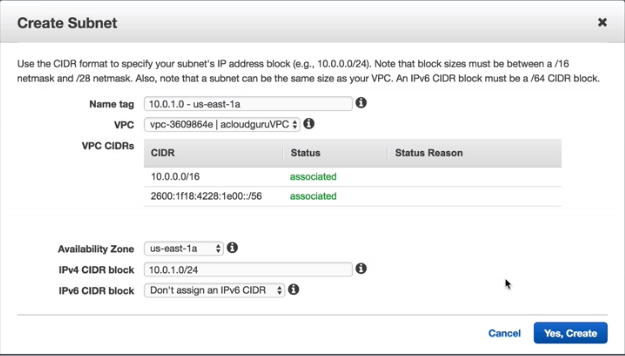 Create Subnet
Use the CIDR format to specify your subnet's IP address block (e.g., 10.0.0.0/24). Note that block sizes must be between a /16
netmask and /28 netmask. Also, note that a subnet can be the same size as your VPC. An IPv6 CIDR block must be a /64 CIDR block.
Name tag 10.0.1.0 - us-east-1a
VPC vpc-3609864e | acloudguruVPC
VPC CIDRs CIDR Status Status Reason
10.0.0.0/16 associated
2600:1f18:4228:1e00::/56 associated
Availability Zone us-east-1a
IPv4 CIDR block 10.0.1.0/24
IPv6 CIDR block Don't assign an IPv6 CIDR
Cancel Yes, Create